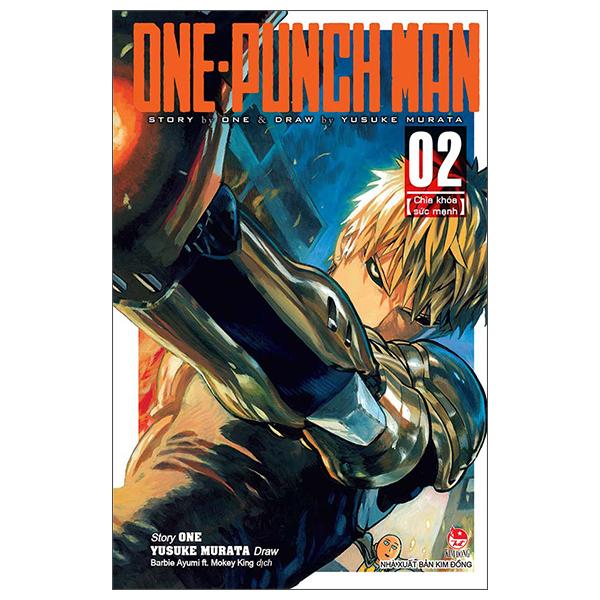 ONE-PUNCH MAN
STORY by ONE & DRAW by YUSUKE MURATA
02
[Chìa khóa
sức mạnh]
Story ONE
YUSUKE MURATA Draw
Barbie Ayumi ft. Mokey King dịch
KIM ĐỒNG
NHÀ XUẤT BẢN KIM ĐỒNG